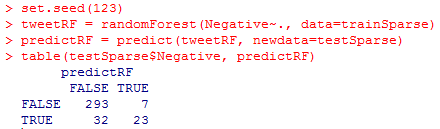 > set.seed(123)
> tweetRF = randomForest(Negative~., data=trainSparse)
> predictRF = predict(tweetRF, newdata=testSparse)
> table(testSparse$Negative, predictRF)
predictRF
FALSE TRUE
FALSE 293 7
TRUE 32 23